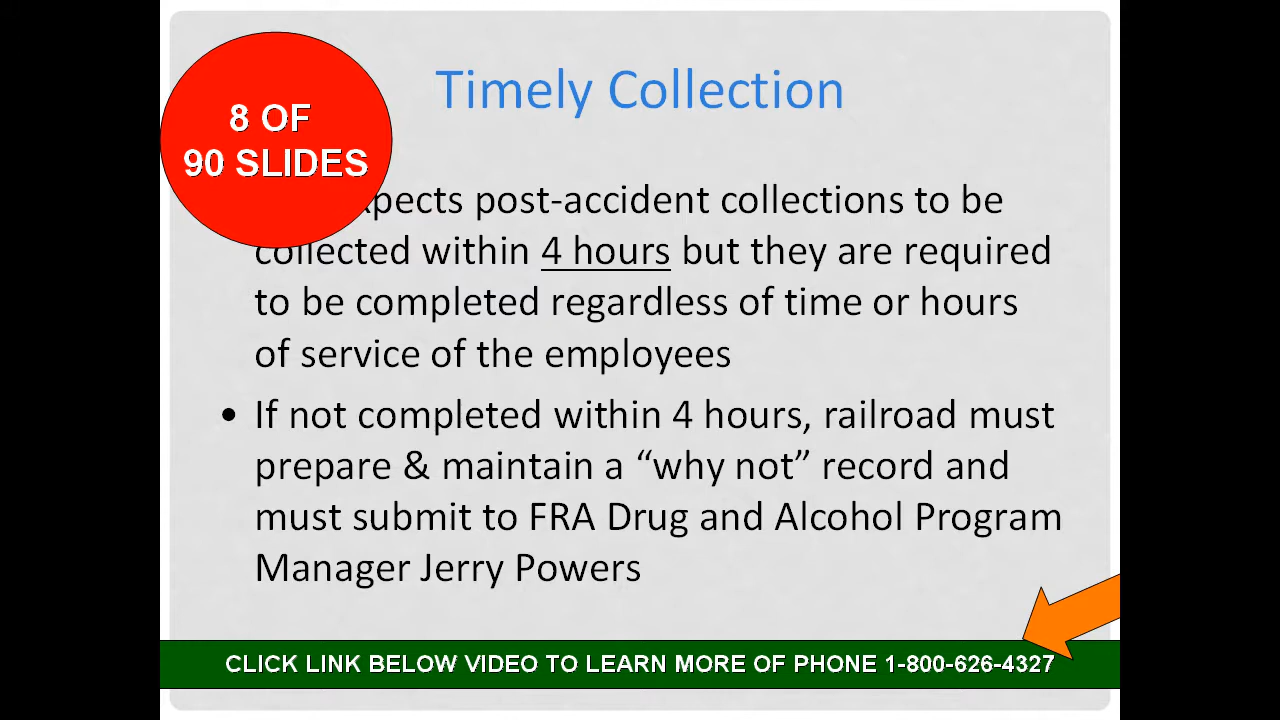 8 OF
90 SLIDES
Timely Collection
post-accident collections to be
collected within 4 hours but they are required
to be completed regardless of time or hours
of service of the employees
• If not completed within 4 hours, railroad must
prepare & maintain a “why not” record and
must submit to FRA Drug and Alcohol Program
Manager Jerry Powers
CLICK LINK BELOW VIDEO TO LEARN MORE OF PHONE 1-800-626-4327